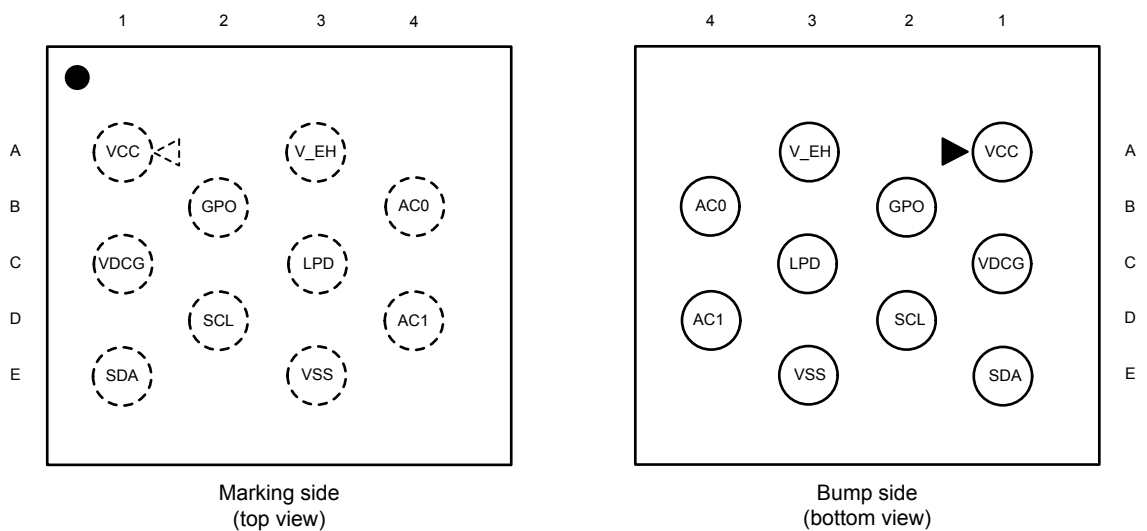 1 2 3 4 4 3 2 1
A VCC V_EH V_EH VCC A
B GPO AC0 AC0 GPO B
C VDCG LPD LPD VDCG C
D SCL AC1 AC1 SCL D
E SDA VSS VSS SDA E
Marking side Bump side
(top view) (bottom view)